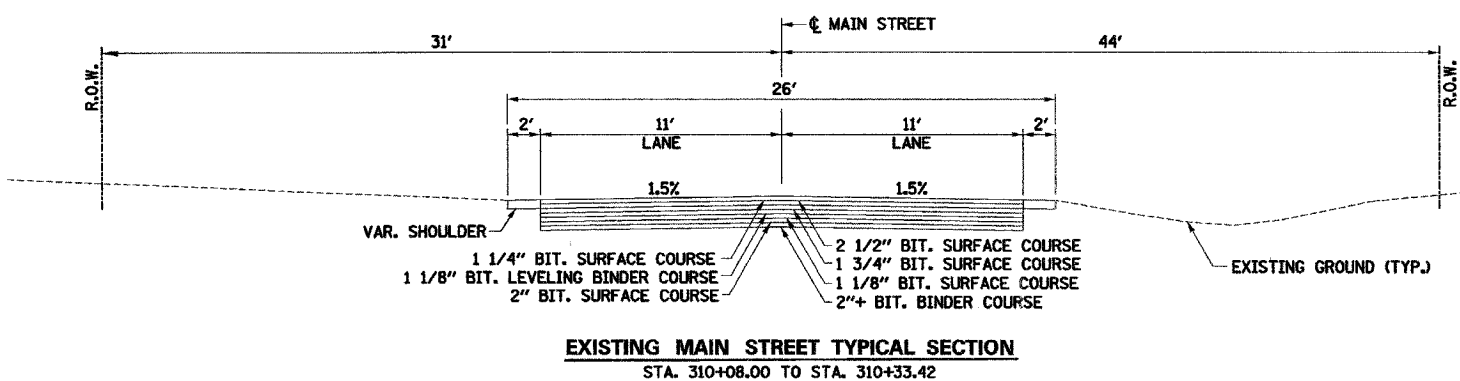 ℄ MAIN STREET
31'
44'
R.O.W.
R.O.W.
26'
2'
11'
11'
2'
LANE
LANE
1.5%
1.5%
VAR. SHOULDER
1 1/4" BIT. SURFACE COURSE
1 1/8" BIT. LEVELING BINDER COURSE
2" BIT. SURFACE COURSE
2 1/2" BIT. SURFACE COURSE
1 3/4" BIT. SURFACE COURSE
1 1/8" BIT. SURFACE COURSE
2"+ BIT. BINDER COURSE
EXISTING GROUND (TYP.)
EXISTING MAIN STREET TYPICAL SECTION
STA. 310+08.00 TO STA. 310+33.42